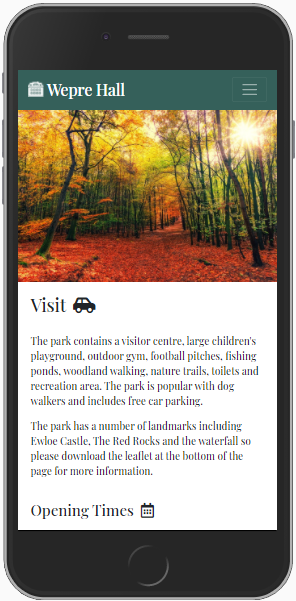 Wepre Hall
Visit
The park contains a visitor centre, large children's
playground, outdoor gym, football pitches, fishing
ponds, woodland walking, nature trails, toilets and
recreation area. The park is popular with dog
walkers and includes free car parking.
The park has a number of landmarks including
Ewloe Castle, The Red Rocks and the waterfall so
please download the leaflet at the bottom of the
page for more information.
Opening Times